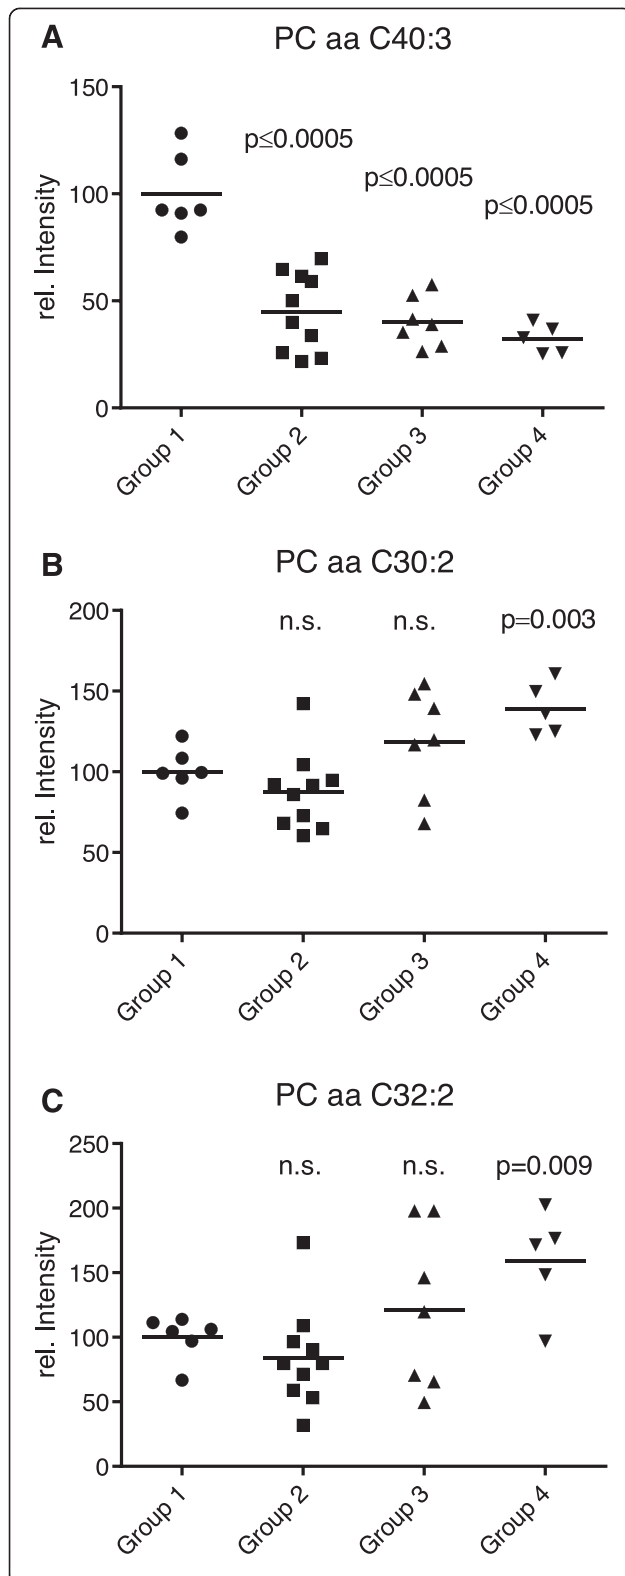 A
PC aa C40:3
150
100
50
0
rel. Intensity
p≤0.0005
p≤0.0005
p≤0.0005
Group 1
Group 2
Group 3
Group 4
B
PC aa C30:2
200
150
100
50
0
rel. Intensity
n.s.
n.s.
p=0.003
Group 1
Group 2
Group 3
Group 4
C
PC aa C32:2
250
200
150
100
50
0
rel. Intensity
n.s.
n.s.
p=0.009
Group 1
Group 2
Group 3
Group 4